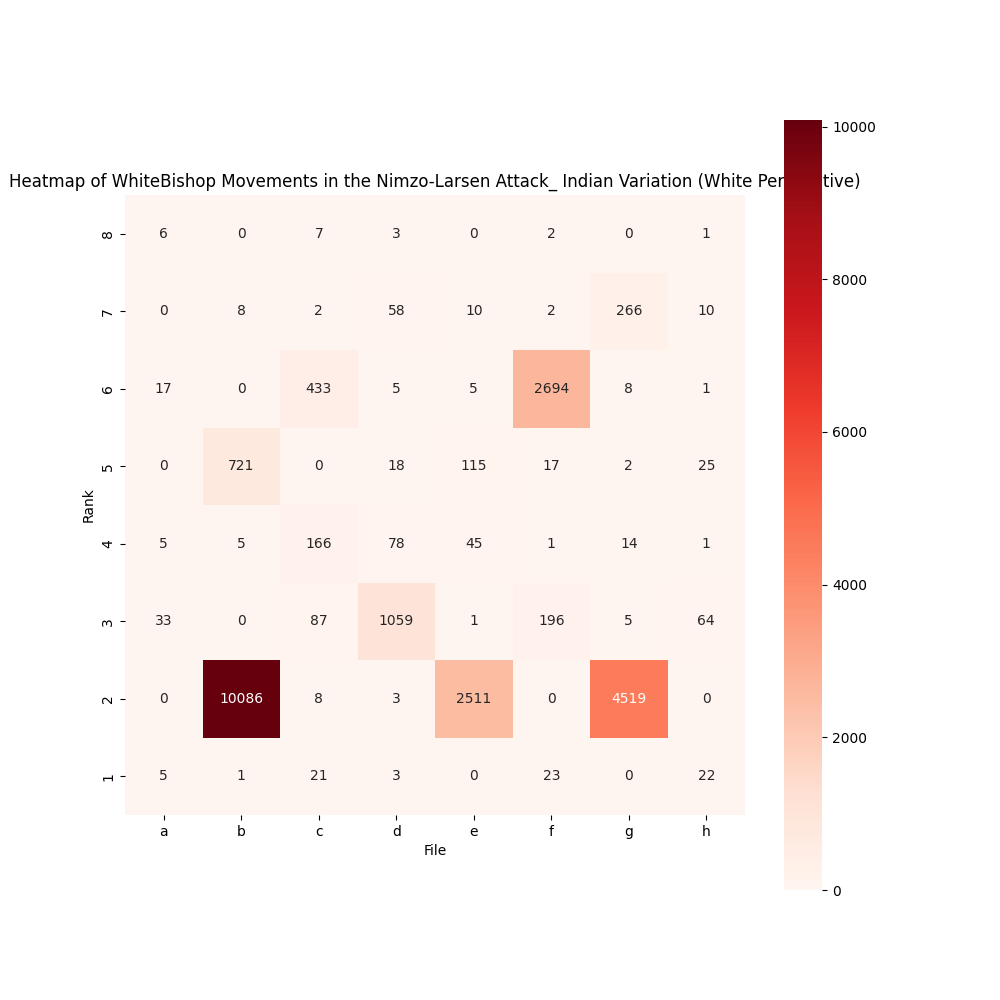 Heatmap of WhiteBishop Movements in the Nimzo-Larsen Attack_ Indian Variation (White
10000
8000
6000
4000
2000
0
8 6 0 7 3 0 2 0 1
7 0 8 2 58 10 2 266 10
6 17 0 433 5 5 2694 8 1
5 0 721 0 18 115 17 2 25
Rank
4 5 5 166 78 45 1 14 1
3 33 0 87 1059 1 196 5 64
2 0 10086 8 3 2511 0 4519 0
1 5 1 21 3 0 23 0 22
a b c d e f g h
File